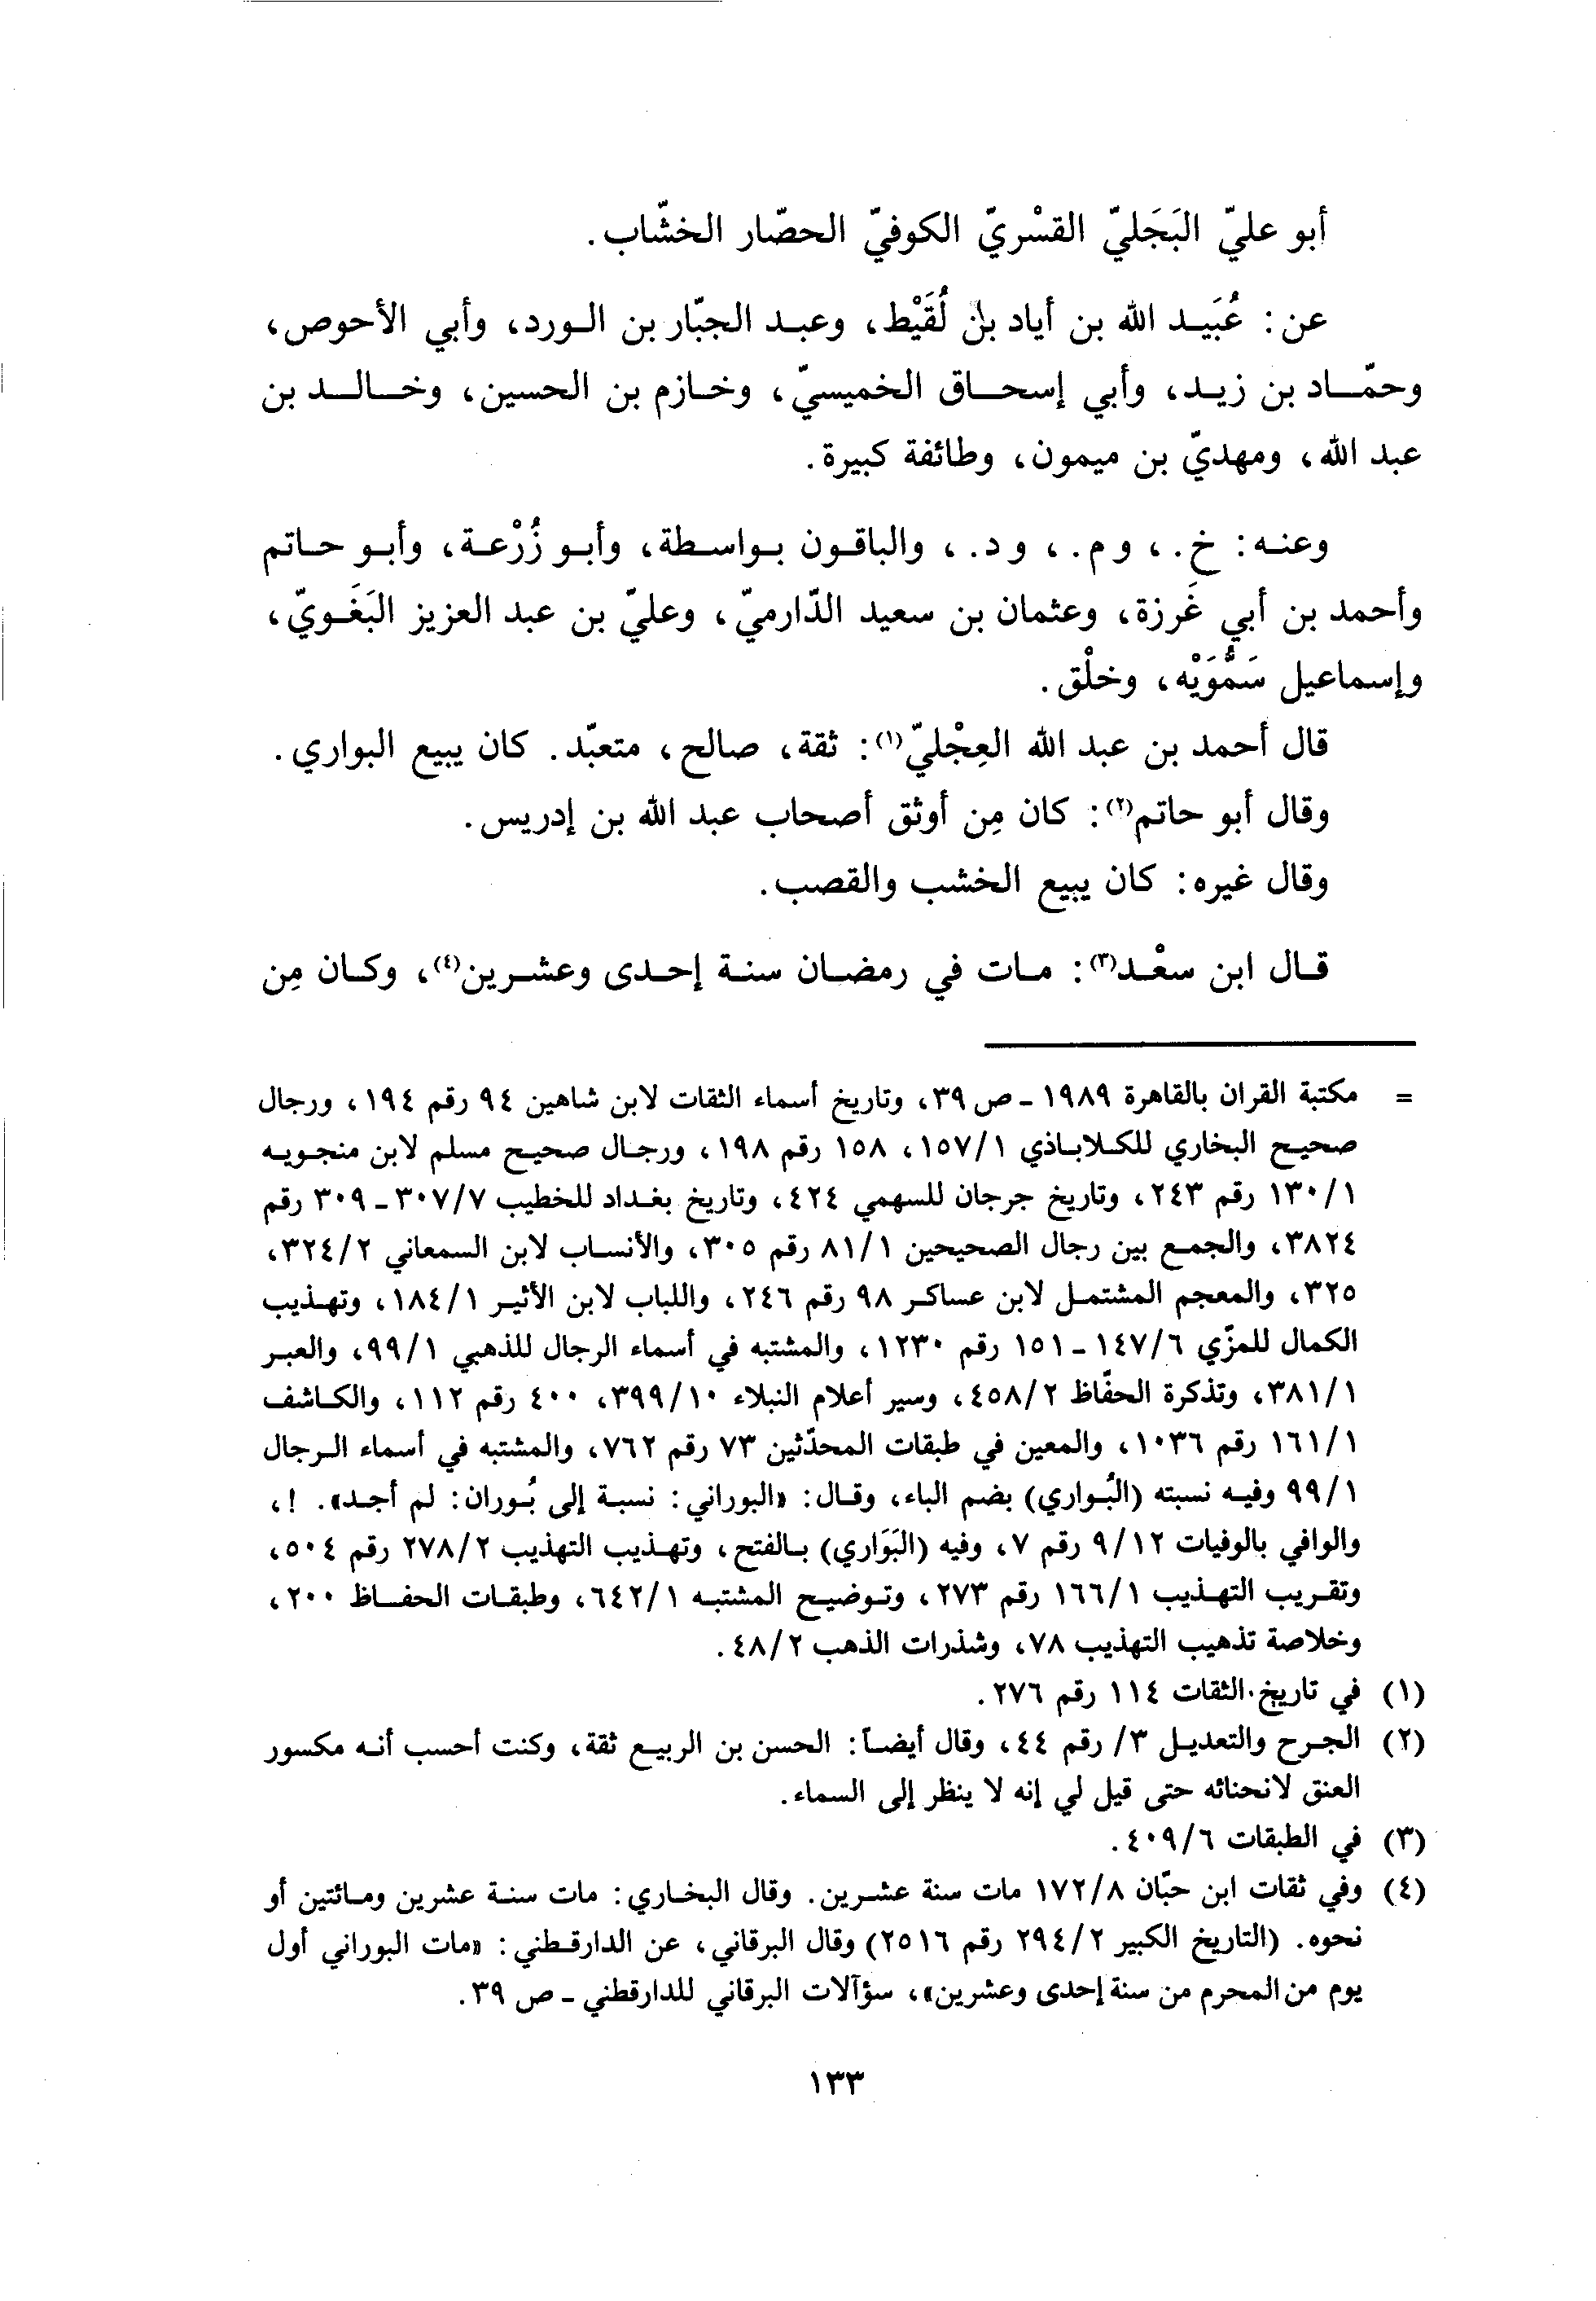 أبو عليّ البَجَليّ القسْريّ الكوفيّ الحصّار الخشّاب.
عن: عُبَيد الله بن أياد بن لُقَيْط، وعبد الجبّار بن الورد، وأبي الأحوص،
وحمّاد بن زيد، وأبي إسحاق الخميسيّ، وخازم بن الحسين، وخالد بن
عبد الله، ومهديّ بن ميمون، وطائفة كبيرة.
وعنه: خ.، وم.، ود.، والباقون بواسطة، وأبو زُرْعة، وأبو حاتم
وأحمد بن أبي غَرزة، وعثمان بن سعيد الدّارميّ، وعليّ بن عبد العزيز البَغَويّ،
وإسماعيل سَمُّوَيْه، وخلْق.
قال أحمد بن عبد الله العِجْليّ(١): ثقة، صالح، متعبّد. كان يبيع البواري.
وقال أبو حاتم(٢): كان مِن أوثق أصحاب عبد الله بن إدريس.
وقال غيره: كان يبيع الخشب والقصب.
قال ابن سعْد(٣): مات في رمضان سنة إحدى وعشرين(٤)، وكان مِن
= مكتبة القران بالقاهرة ١٩٨٩ - ص ٣٩، وتاريخ أسماء الثقات لابن شاهين ٩٤ رقم ١٩٤، ورجال
صحيح البخاري للكلاباذي ١/١٥٧، ١٥٨ رقم ١٩٨، ورجال صحيح مسلم لابن منجويه
١/١٣٠ رقم ٢٤٣، وتاريخ جرجان للسهمي ٤٢٤، وتاريخ بغداد للخطيب ٧/٣٠٧ - ٣٠٩ رقم
٣٨٢٤، والجمع بين رجال الصحيحين ١/٨١ رقم ٣٠٥، والأنساب لابن السمعاني ٢/٣٢٤،
٣٢٥، والمعجم المشتمل لابن عساكر ٩٨ رقم ٢٤٦، واللباب لابن الأثير ١/١٨٤، وتهذيب
الكمال للمزّي ٦/١٤٧ - ١٥١ رقم ١٢٣٠، والمشتبه في أسماء الرجال للذهبي ١/٩٩، والعبر
١/٣٨١، وتذكرة الحفّاظ ٢/٤٥٨، وسير أعلام النبلاء ١٠/٣٩٩، ٤٠٠ رقم ١١٢، والكاشف
١/١٦١ رقم ١٠٣٦، والمعين في طبقات المحدّثين ٧٣ رقم ٧٦٢، والمشتبه في أسماء الرجال
١/٩٩ وفيه نسبته (البُواري) بضم الباء، وقال: «البوراني: نسبة إلى بُوران: لم أجد». !،
والوافي بالوفيات ١٢/٩ رقم ٧، وفيه (البَوَاري) بالفتح، وتهذيب التهذيب ٢/٢٧٨ رقم ٥٠٤،
وتقريب التهذيب ١/١٦٦ رقم ٢٧٣، وتوضيح المشتبه ١/٦٤٢، وطبقات الحفاظ ٢٠٠،
وخلاصة تذهيب التهذيب ٧٨، وشذرات الذهب ٢/٤٨.
(١) في تاريخ الثقات ١١٤ رقم ٢٧٦.
(٢) الجرح والتعديل ٣/ رقم ٤٤، وقال أيضاً: الحسن بن الربيع ثقة، وكنت أحسب أنه مكسور
العنق لانحنائه حتى قيل لي إنه لا ينظر إلى السماء.
(٣) في الطبقات ٦/٤٠٩.
(٤) وفي ثقات ابن حبّان ٨/١٧٢ مات سنة عشرين. وقال البخاري: مات سنة عشرين ومائتين أو
نحوه. (التاريخ الكبير ٢/٢٩٤ رقم ٢٥١٦) وقال البرقاني، عن الدارقطني: «مات البوراني أول
يوم من المحرم من سنة إحدى وعشرين»، سؤآلات البرقاني للدارقطني - ص ٣٩.
١٣٣